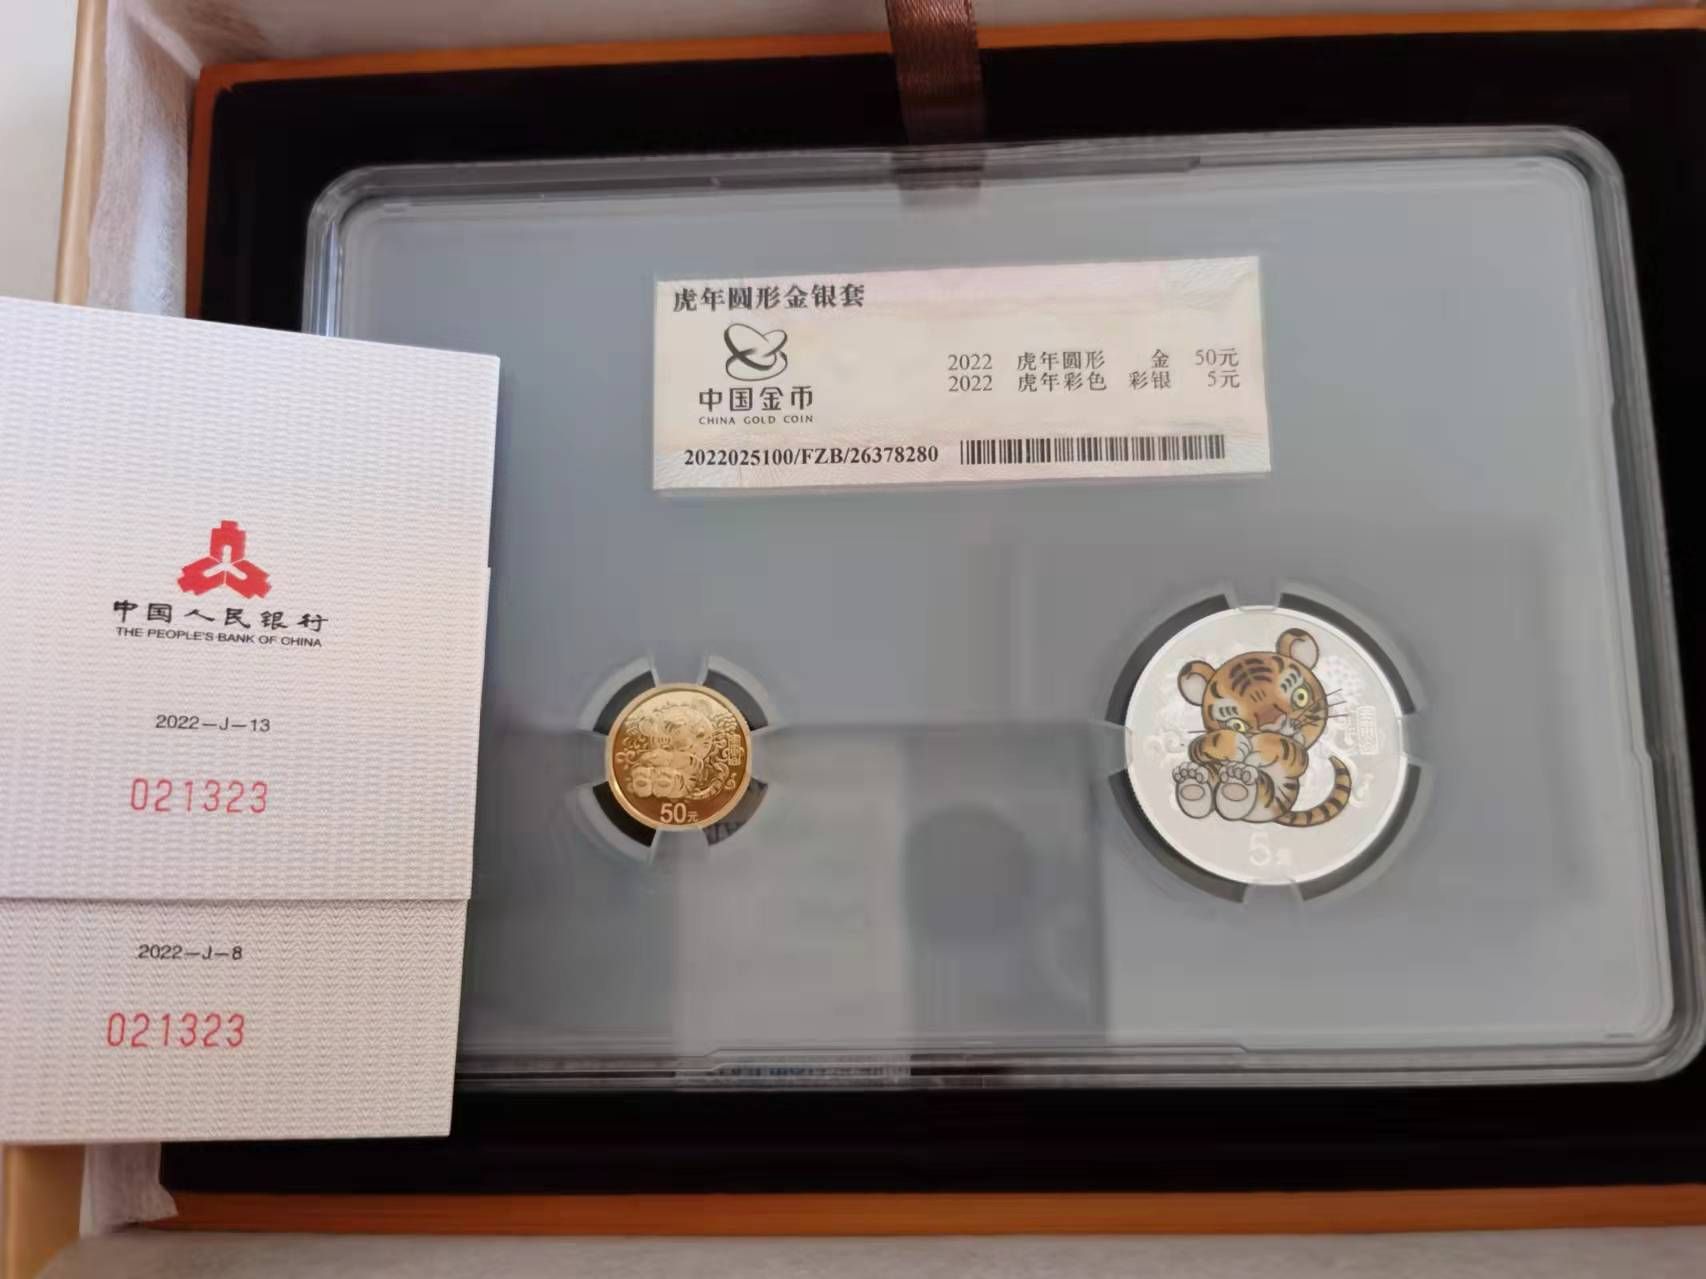 虎年圆形金银套
中国金币
CHINA GOLD COIN
2022 虎年圆形 金 50元
2022 虎年彩色 彩银 5元
2022025100/FZB/26378280
中国人民银行
THE PEOPLE'S BANK OF CHINA
2022-J-13
021323
2022-J-8
021323
50元
5元